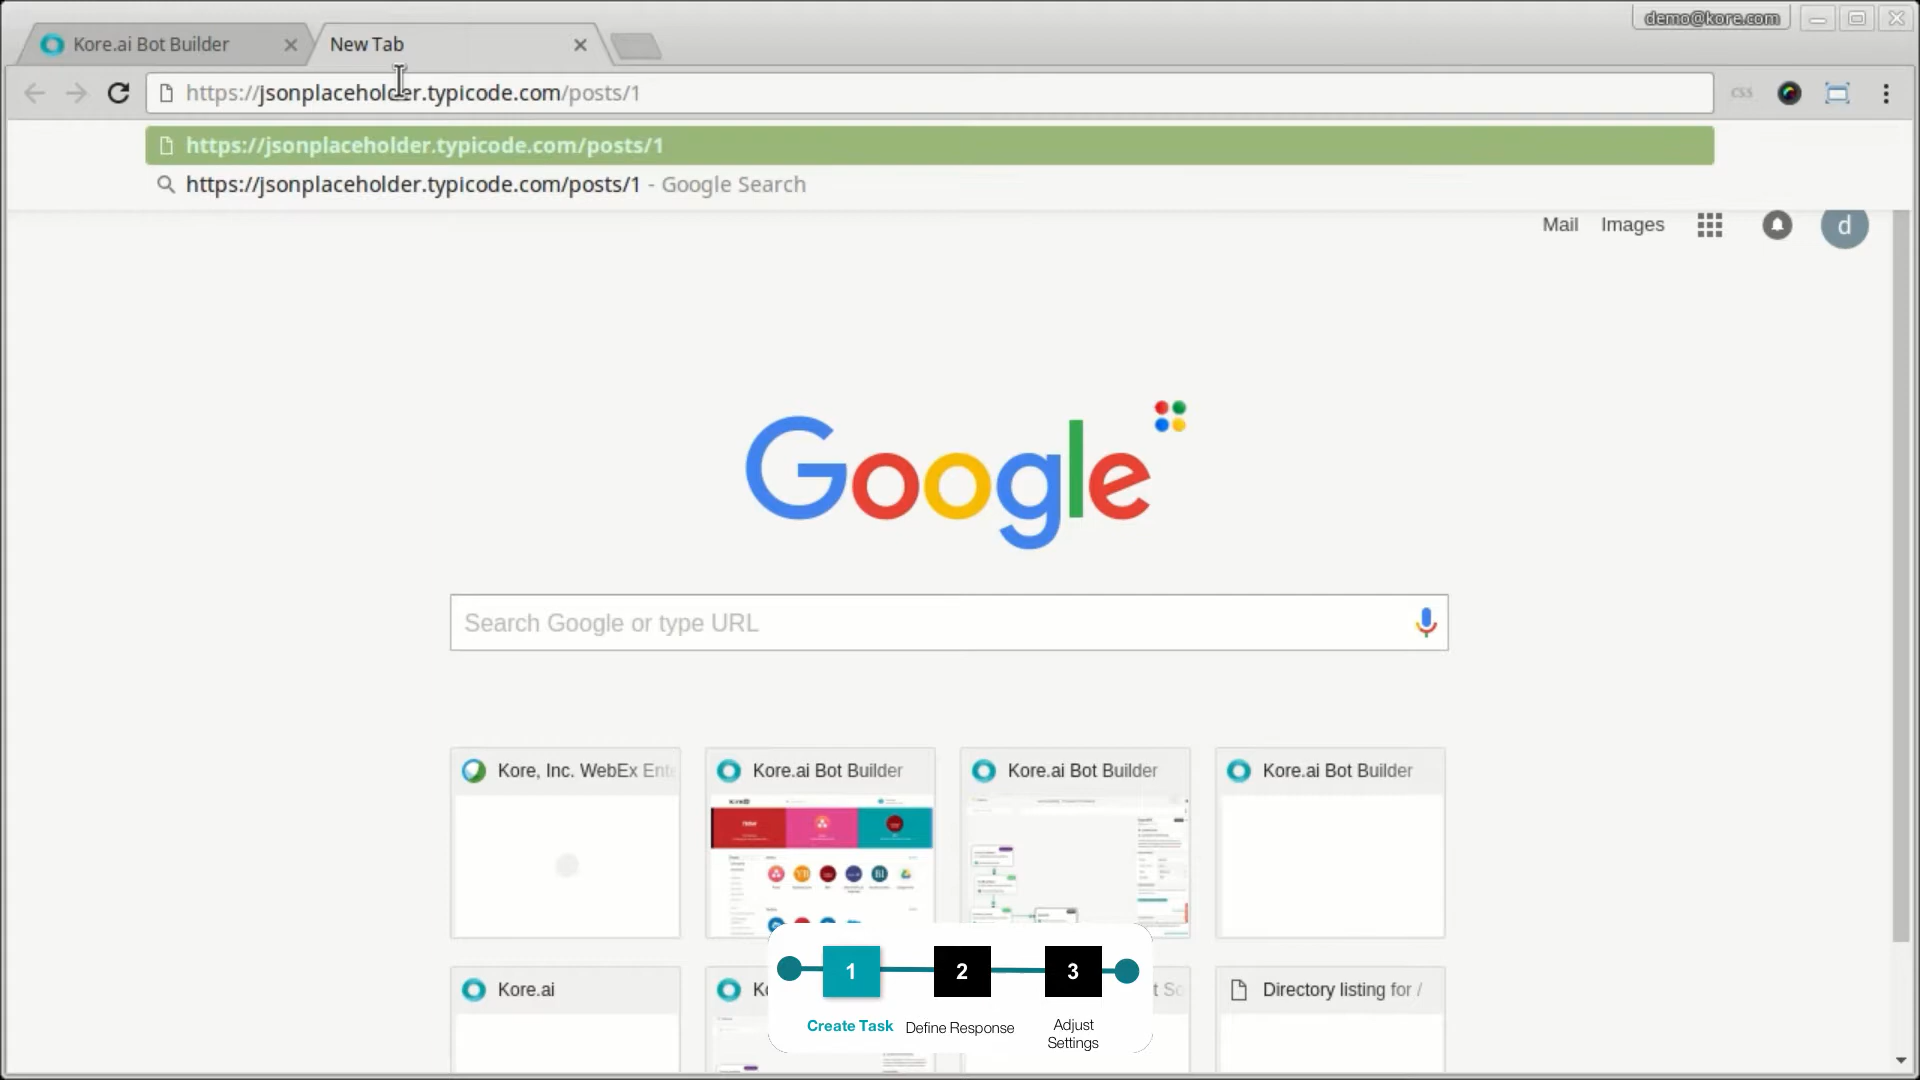 demo@kore.com
Kore.ai Bot Builder
New Tab
https://jsonplaceholder.typicode.com/posts/1
css
https://jsonplaceholder.typicode.com/posts/1
https://jsonplaceholder.typicode.com/posts/1 - Google Search
Mail Images
d
Google
Search Google or type URL
Kore, Inc. WebEx Ente
Kore.ai Bot Builder
Kore.ai Bot Builder
Kore.ai Bot Builder
Kore.ai
Directory listing for /
1 2 3
Create Task
Define Response
Adjust
Settings